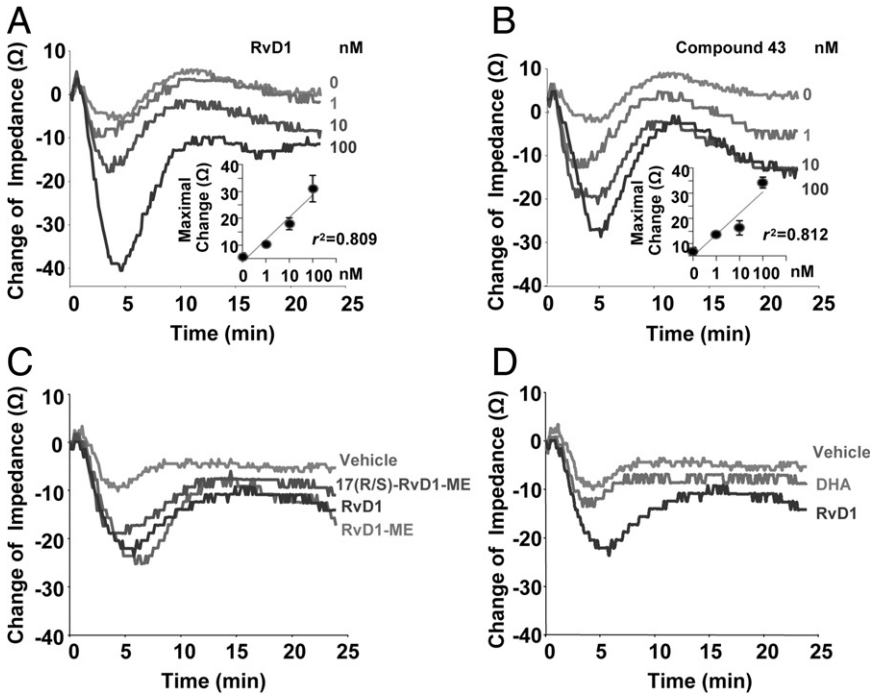 A
RvD1 nM
Change of Impedance (Ω)
10
0
-10
-20
-30
-40
0
1
10
100
Maximal
Change (Ω)
40
30
20
10
0 1 10 100 nM
r²=0.809
0 5 10 15 20 25
Time (min)
B
Compound 43 nM
Change of Impedance (Ω)
10
0
-10
-20
-30
-40
0
1
10
100
Maximal
Change (Ω)
40
30
20
10
0 1 10 100 nM
r²=0.812
0 5 10 15 20 25
Time (min)
C
Change of Impedance (Ω)
10
0
-10
-20
-30
-40
Vehicle
17(R/S)-RvD1-ME
RvD1
RvD1-ME
0 5 10 15 20 25
Time (min)
D
Change of Impedance (Ω)
10
0
-10
-20
-30
-40
Vehicle
DHA
RvD1
0 5 10 15 20 25
Time (min)